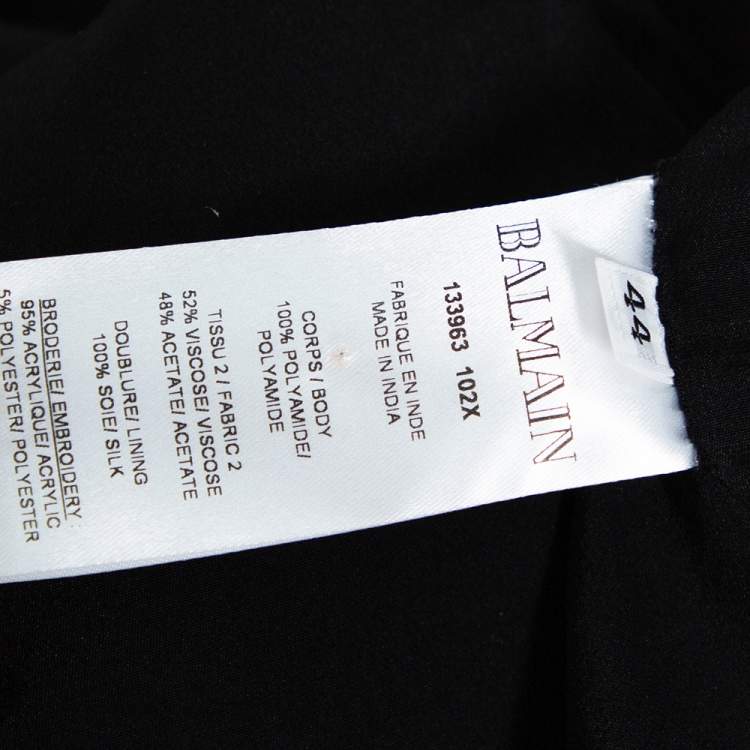 44
BALMAIN
133963 102X
FABRIQUE EN INDE
MADE IN INDIA
CORPS / BODY
100% POLYAMIDE/
POLYAMIDE
TISSU 2 / FABRIC 2
52% VISCOSE/ VISCOSE
48% ACETATE/ ACETATE
DOUBLURE/ LINING
100% SOIE/ SILK
BRODERIE/ EMBROIDERY:
95% ACRYLIQUE/ ACRYLIC
5% POLYESTER/ POLYESTER